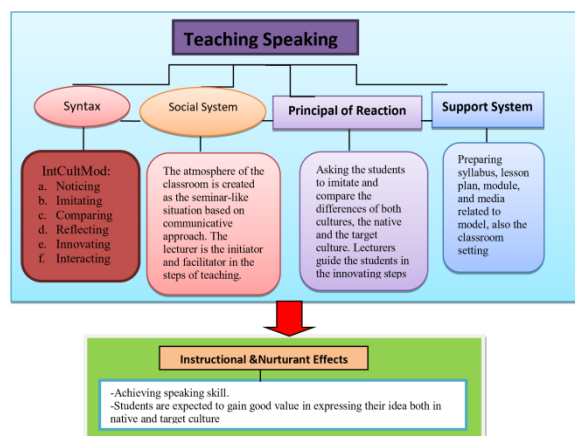 Teaching Speaking
Syntax
Social System
Principal of Reaction
Support System
IntCultMod:
a. Noticing
b. Imitating
c. Comparing
d. Reflecting
e. Innovating
f. Interacting
The atmosphere of the
classroom is created
as the seminar-like
situation based on
communicative
approach. The
lecturer is the initiator
and facilitator in the
steps of teaching.
Asking the students
to imitate and
compare the
differences of both
cultures, the native
and the target
culture. Lecturers
guide the students in
the innovating steps
Preparing
syllabus, lesson
plan, module,
and media
related to
model, also the
classroom
setting
Instructional &Nurturant Effects
-Achieving speaking skill.
-Students are expected to gain good value in expressing their idea both in
native and target culture